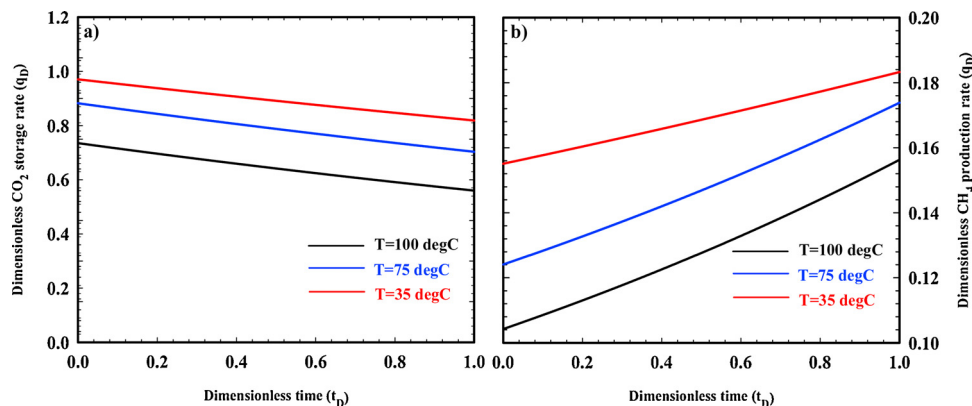 a)
1.2
1.0
0.8
0.6
0.4
0.2
0.0
Dimensionless CO2 storage rate (qD)
T=100 degC
T=75 degC
T=35 degC
0.0 0.2 0.4 0.6 0.8 1.0
Dimensionless time (tD)
b)
0.20
0.18
0.16
0.14
0.12
0.10
Dimensionless CH4 production rate (qD)
T=100 degC
T=75 degC
T=35 degC
0.0 0.2 0.4 0.6 0.8 1.0
Dimensionless time (tD)